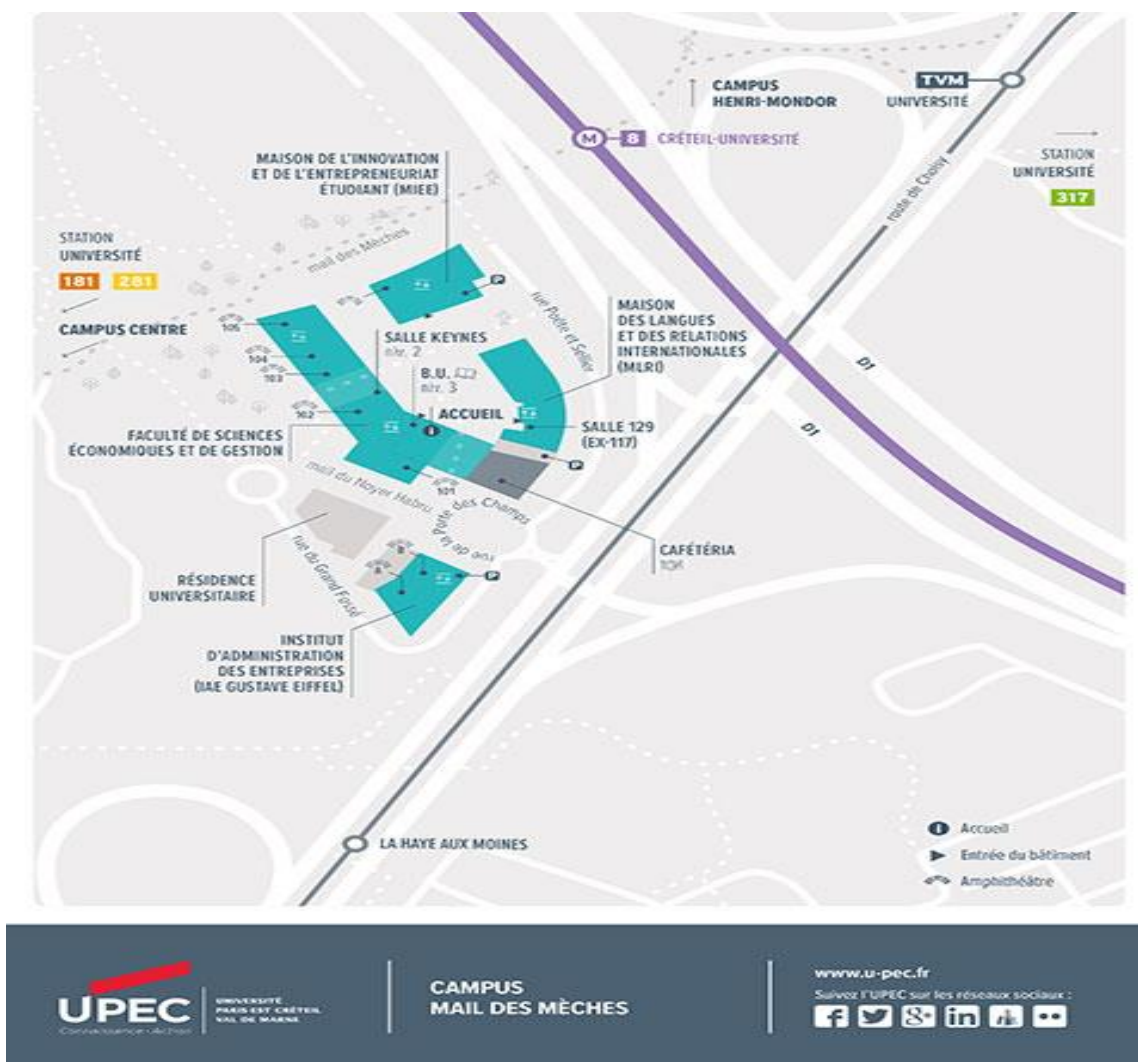 TVM
UNIVERSITÉ
CAMPUS
HENRI-MONDOR
M 8 CRÉTEIL-UNIVERSITÉ
STATION
UNIVERSITÉ
317
route de Choisy
MAISON DE L'INNOVATION
ET DE L'ENTREPRENEURIAT
ÉTUDIANT (MIEE)
STATION
UNIVERSITÉ
181 281
CAMPUS CENTRE
mail des Mèches
rue Poëte et Sellier
P
MAISON
DES LANGUES
ET DES RELATIONS
INTERNATIONALES
(MLRI)
D1
D1
105
104
103
102
SALLE KEYNES
niv. 2
B.U.
niv. 3
ACCUEIL
SALLE 129
(EX-117)
P
FACULTÉ DE SCIENCES
ÉCONOMIQUES ET DE GESTION
mail du Noyer
101
rue de la Porte des Champs
CAFÉTÉRIA
RÉSIDENCE
UNIVERSITAIRE
rue du Grand Fossé
P
INSTITUT
D'ADMINISTRATION
DES ENTREPRISES
(IAE GUSTAVE EIFFEL)
LA HAYE AUX MOINES
Accueil
Entrée du bâtiment
Amphithéâtre
UPEC
Connaissance - Action
UNIVERSITÉ
PARIS-EST CRÉTEIL
VAL DE MARNE
CAMPUS
MAIL DES MÈCHES
www.u-pec.fr
Suivez l'UPEC sur les réseaux sociaux :